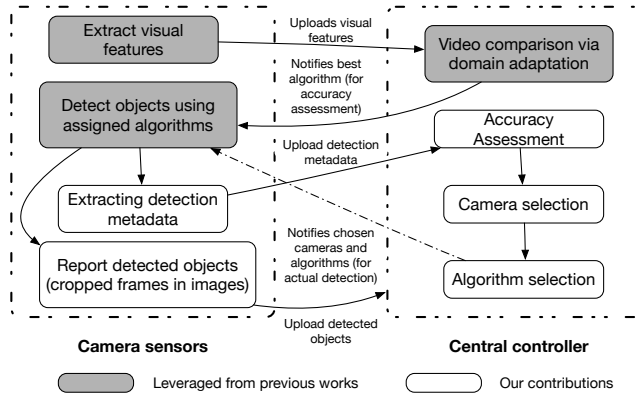 Extract visual
features
Uploads visual
features
Video comparison via
domain adaptation
Notifies best
algorithm (for
accuracy
assessment)
Detect objects using
assigned algorithms
Upload detection
metadata
Accuracy
Assessment
Extracting detection
metadata
Camera selection
Notifies chosen
cameras and
algorithms (for
actual detection)
Report detected objects
(cropped frames in images)
Algorithm selection
Upload detected
objects
Camera sensors
Central controller
Leveraged from previous works
Our contributions